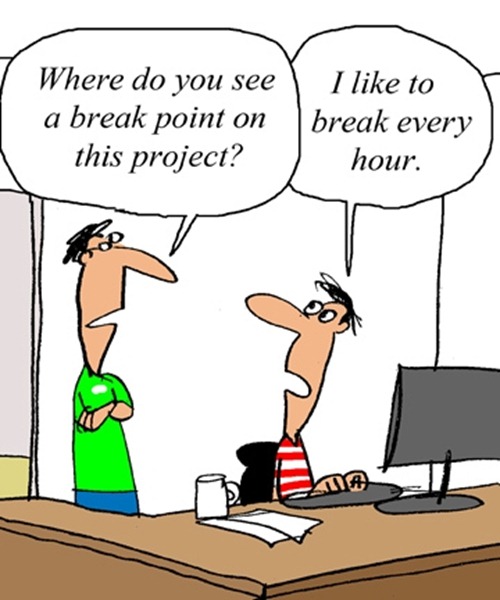 Where do you see
a break point on
this project?
I like to
break every
hour.